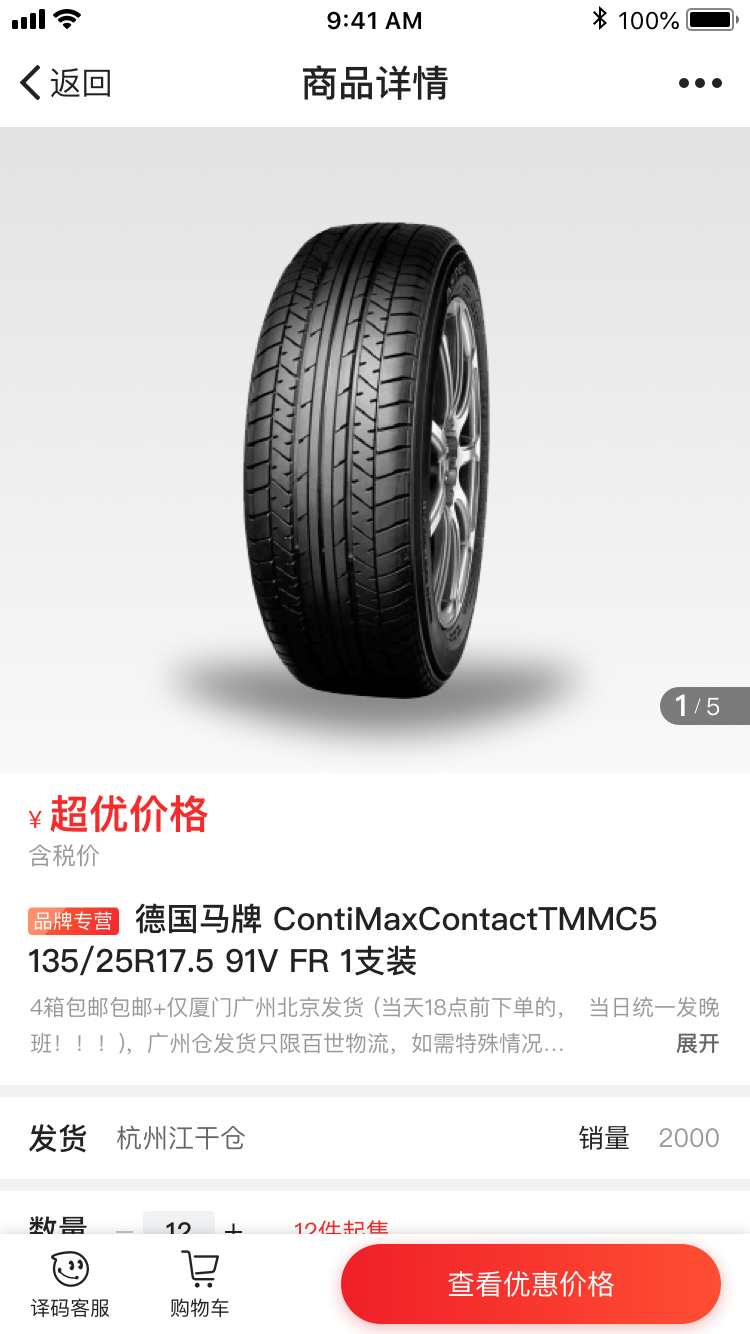 9:41 AM 100%
返回 商品详情
1 / 5
¥ 超优价格
含税价
品牌专营 德国马牌 ContiMaxContactTMMC5
135/25R17.5 91V FR 1支装
4箱包邮包邮+仅厦门广州北京发货 (当天18点前下单的, 当日统一发晚
班！！！), 广州仓发货只限百世物流, 如需特殊情况… 展开
发货 杭州江干仓 销量 2000
数量 − 12 + 12件起售
译码客服 购物车 查看优惠价格